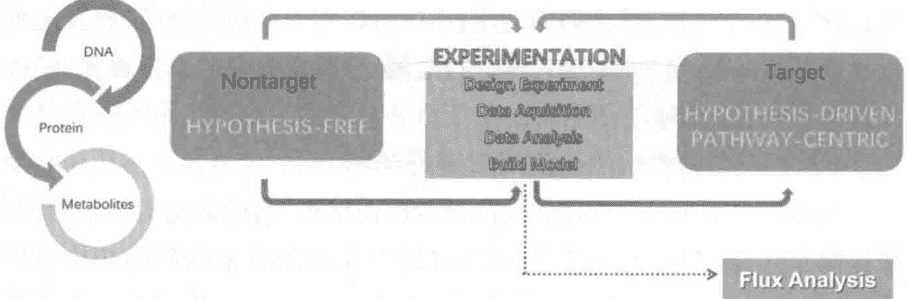 DNA
Protein
Metabolites
Nontarget
HYPOTHESIS-FREE
EXPERIMENTATION
Design Experiment
Data Aquisition
Data Analysis
Build Model
Target
HYPOTHESIS-DRIVEN
PATHWAY-CENTRIC
Flux Analysis